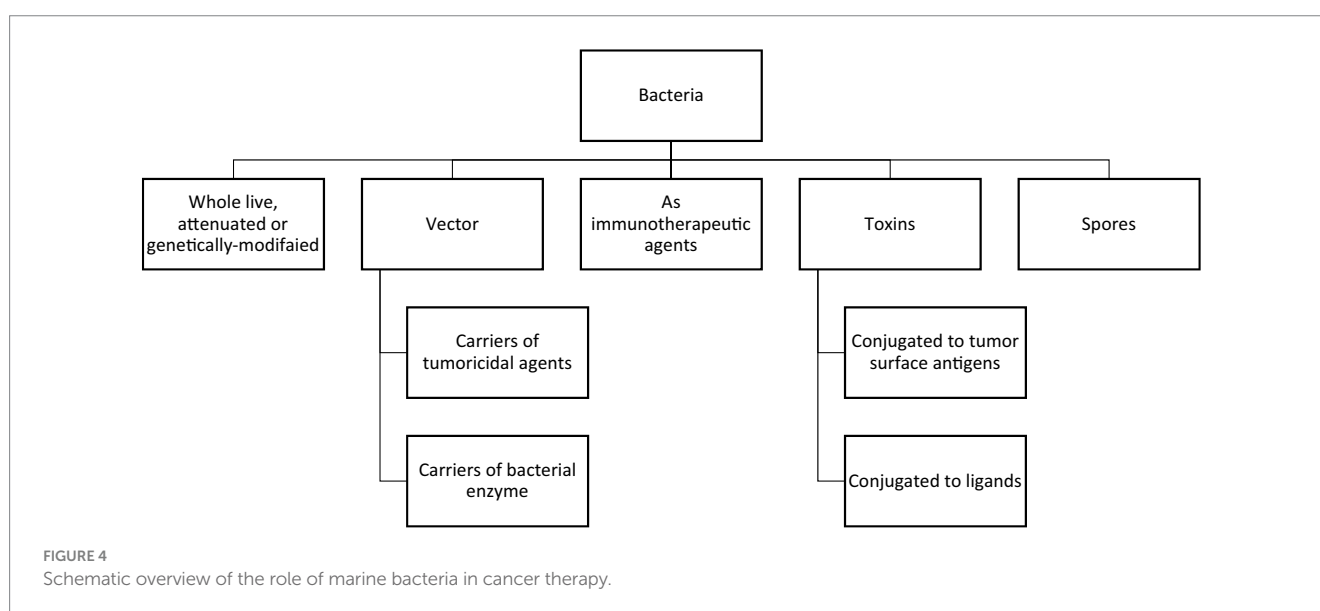 Bacteria
Whole live,
attenuated or
genetically-modifaied
Vector
As
immunotherapeutic
agents
Toxins
Spores
Carriers of
tumoricidal agents
Conjugated to tumor
surface antigens
Carriers of bacterial
enzyme
Conjugated to ligands
FIGURE 4
Schematic overview of the role of marine bacteria in cancer therapy.